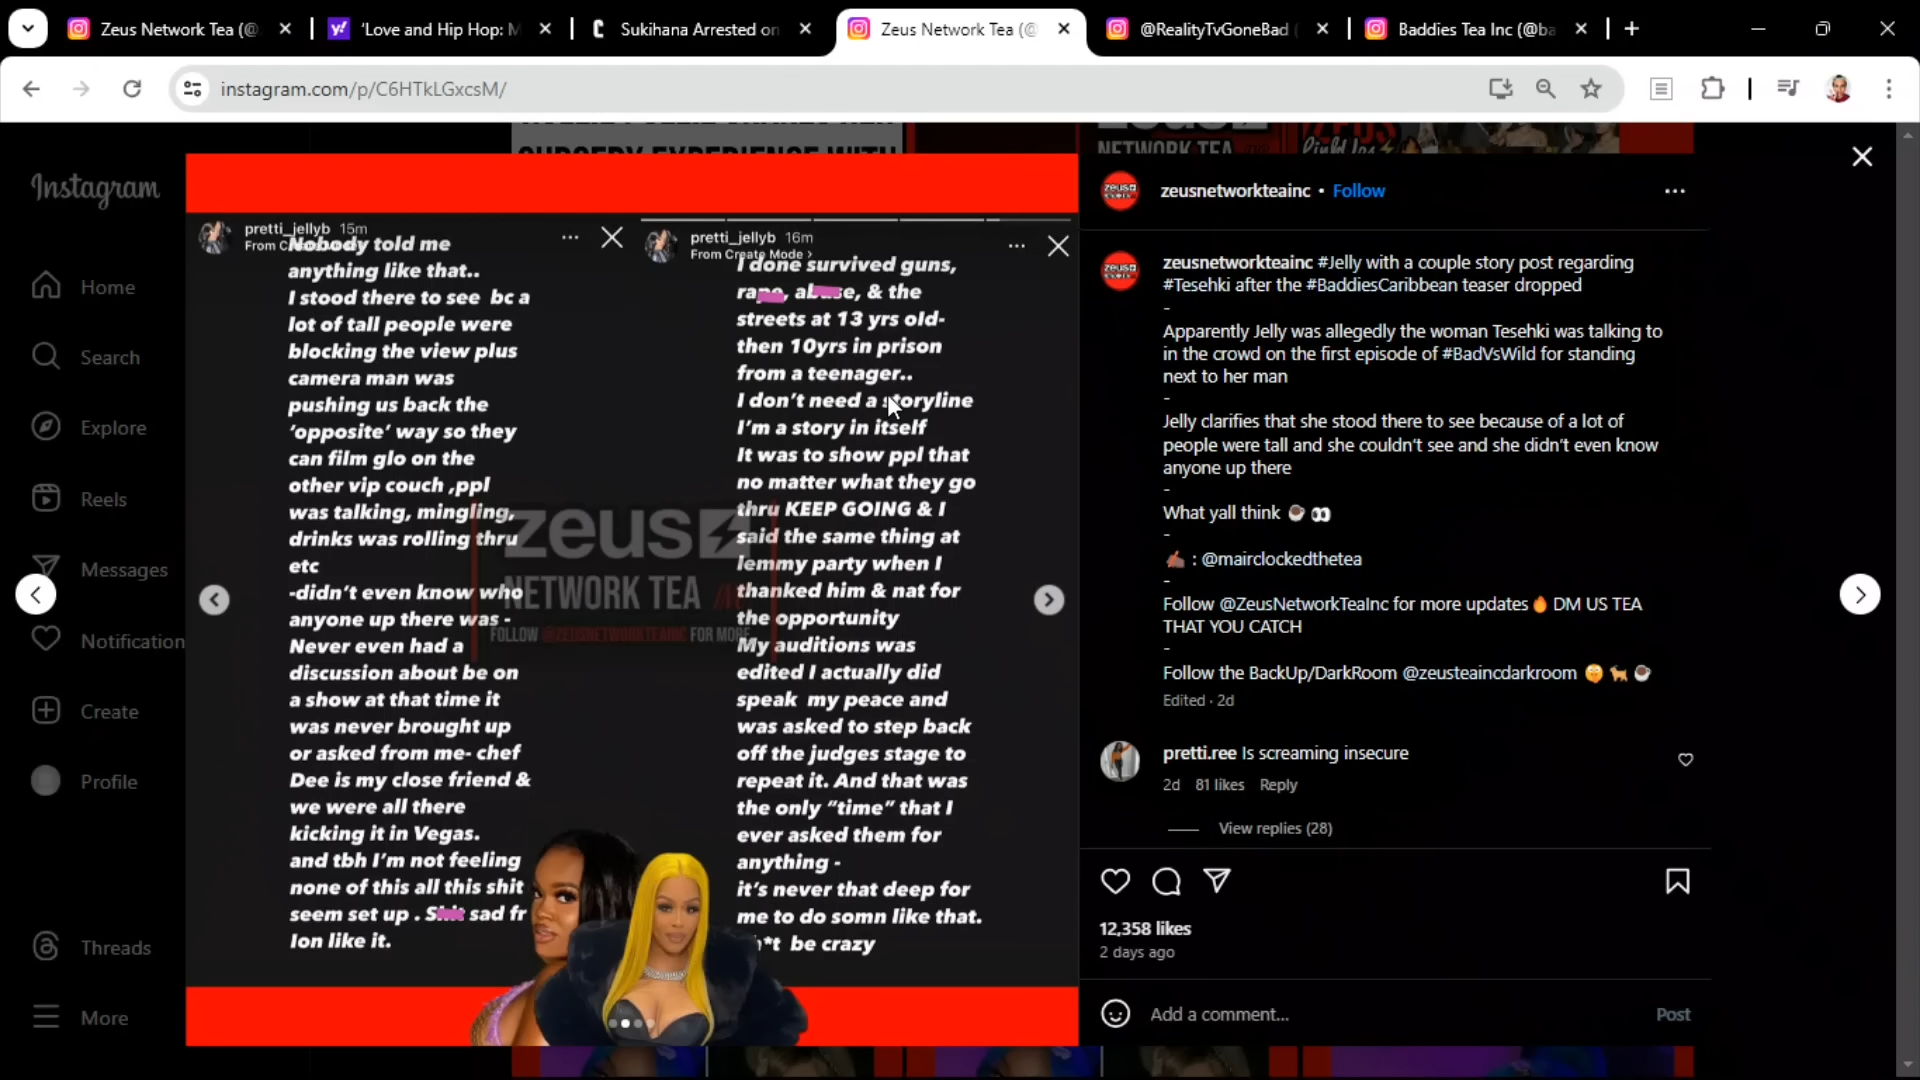 Zeus Network Tea (@
'Love and Hip Hop: M
Sukihana Arrested on
Zeus Network Tea (@
@RealityTvGoneBad (
Baddies Tea Inc (@ba
instagram.com/p/C6HTkLGxcsM/
NETWORK TEA
Instagram
Home
Search
Explore
Reels
Messages
Notification
Create
Profile
Threads
More
pretti_jellyb 15m
Nobody told me
anything like that..
I stood there to see bc a
lot of tall people were
blocking the view plus
camera man was
pushing us back the
'opposite' way so they
can film glo on the
other vip couch ,ppl
was talking, mingling,
drinks was rolling thru
etc
-didn't even know who
anyone up there was -
Never even had a
discussion about be on
a show at that time it
was never brought up
or asked from me- chef
Dee is my close friend &
we were all there
kicking it in Vegas.
and tbh I'm not feeling
none of this all this shit
seem set up . S sad fr
Ion like it.
pretti_jellyb 16m
From Create Mode >
I done survived guns,
rape, abuse, & the
streets at 13 yrs old-
then 10yrs in prison
from a teenager..
I don't need a storyline
I'm a story in itself
It was to show ppl that
no matter what they go
thru KEEP GOING & I
said the same thing at
lemmy party when I
thanked him & nat for
the opportunity
My auditions was
edited I actually did
speak my peace and
was asked to step back
off the judges stage to
repeat it. And that was
the only "time" that I
ever asked them for
anything -
it's never that deep for
me to do somn like that.
be crazy
zeus
NETWORK TEA
FOLLOW @ZEUSNETWORKTEAINC FOR MORE
zeusnetworkteainc • Follow
zeusnetworkteainc #Jelly with a couple story post regarding
#Tesehki after the #BaddiesCaribbean teaser dropped
-
Apparently Jelly was allegedly the woman Tesehki was talking to
in the crowd on the first episode of #BadVsWild for standing
next to her man
-
Jelly clarifies that she stood there to see because of a lot of
people were tall and she couldn't see and she didn't even know
anyone up there
-
What yall think ☕ 👀
-
: @mairclockedthetea
-
Follow @ZeusNetworkTeaInc for more updates🔥 DM US TEA
THAT YOU CATCH
-
Follow the BackUp/DarkRoom @zeusteaincdarkroom
Edited · 2d
pretti.ree Is screaming insecure
2d 81 likes Reply
View replies (28)
12,358 likes
2 days ago
Add a comment...
Post